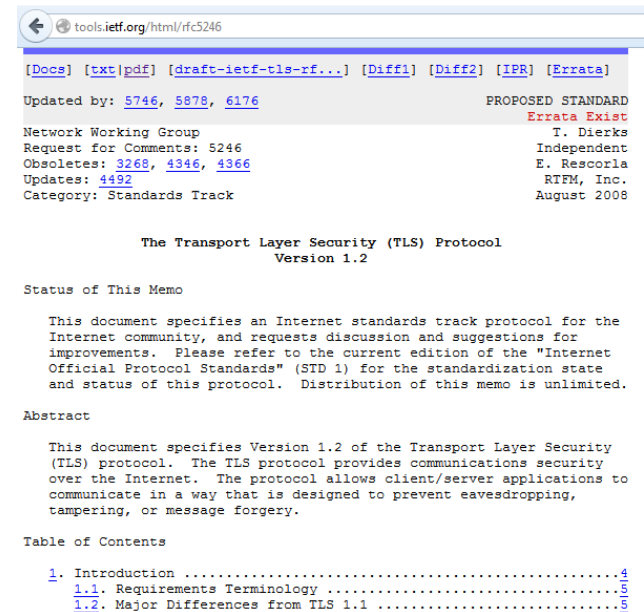 tools.ietf.org/html/rfc5246
[Docs] [txt|pdf] [draft-ietf-tls-rf...] [Diff1] [Diff2] [IPR] [Errata]
Updated by: 5746, 5878, 6176 PROPOSED STANDARD
Errata Exist
Network Working Group T. Dierks
Request for Comments: 5246 Independent
Obsoletes: 3268, 4346, 4366 E. Rescorla
Updates: 4492 RTFM, Inc.
Category: Standards Track August 2008
The Transport Layer Security (TLS) Protocol
Version 1.2
Status of This Memo
This document specifies an Internet standards track protocol for the
Internet community, and requests discussion and suggestions for
improvements. Please refer to the current edition of the "Internet
Official Protocol Standards" (STD 1) for the standardization state
and status of this protocol. Distribution of this memo is unlimited.
Abstract
This document specifies Version 1.2 of the Transport Layer Security
(TLS) protocol. The TLS protocol provides communications security
over the Internet. The protocol allows client/server applications to
communicate in a way that is designed to prevent eavesdropping,
tampering, or message forgery.
Table of Contents
1. Introduction ....................................................4
1.1. Requirements Terminology ...................................5
1.2. Major Differences from TLS 1.1 .............................5